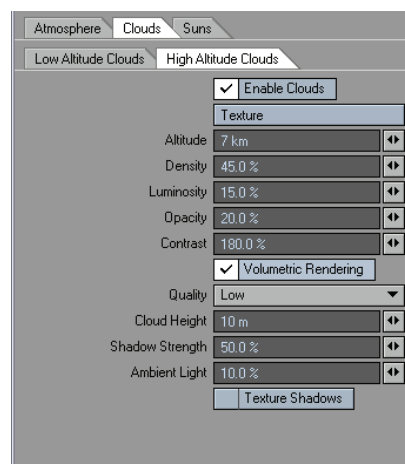 Atmosphere Clouds Suns
Low Altitude Clouds High Altitude Clouds
Enable Clouds
Texture
Altitude 7 km
Density 45.0 %
Luminosity 15.0 %
Opacity 20.0 %
Contrast 180.0 %
Volumetric Rendering
Quality Low
Cloud Height 10 m
Shadow Strength 50.0 %
Ambient Light 10.0 %
Texture Shadows